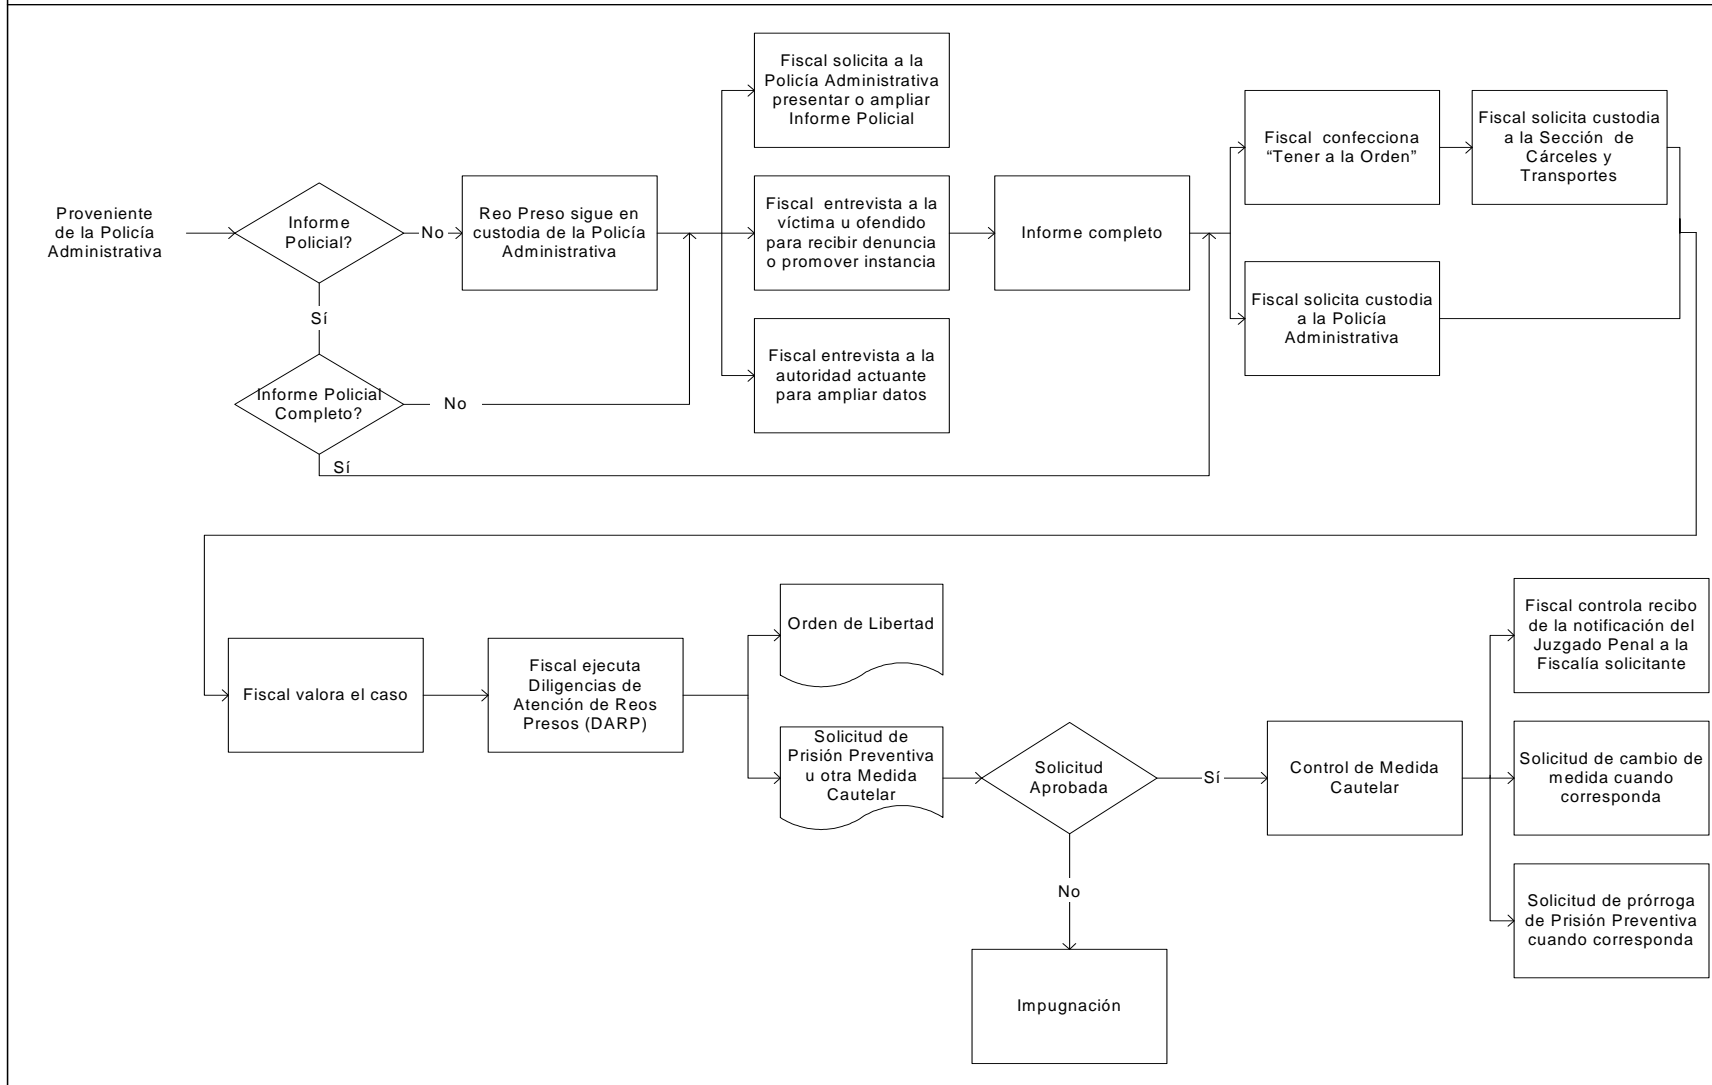 Proveniente
de la Policía
Administrativa
Informe
Policial?
No
Reo Preso sigue en
custodia de la Policía
Administrativa
Sí
Informe Policial
Completo?
No
Sí
Fiscal solicita a la
Policía Administrativa
presentar o ampliar
Informe Policial
Fiscal entrevista a la
víctima u ofendido
para recibir denuncia
o promover instancia
Fiscal entrevista a la
autoridad actuante
para ampliar datos
Informe completo
Fiscal confecciona
“Tener a la Orden”
Fiscal solicita custodia
a la Sección de
Cárceles y
Transportes
Fiscal solicita custodia
a la Policía
Administrativa
Fiscal valora el caso
Fiscal ejecuta
Diligencias de
Atención de Reos
Presos (DARP)
Orden de Libertad
Solicitud de
Prisión Preventiva
u otra Medida
Cautelar
Solicitud
Aprobada
Sí
No
Impugnación
Control de Medida
Cautelar
Fiscal controla recibo
de la notificación del
Juzgado Penal a la
Fiscalía solicitante
Solicitud de cambio de
medida cuando
corresponda
Solicitud de prórroga
de Prisión Preventiva
cuando corresponda